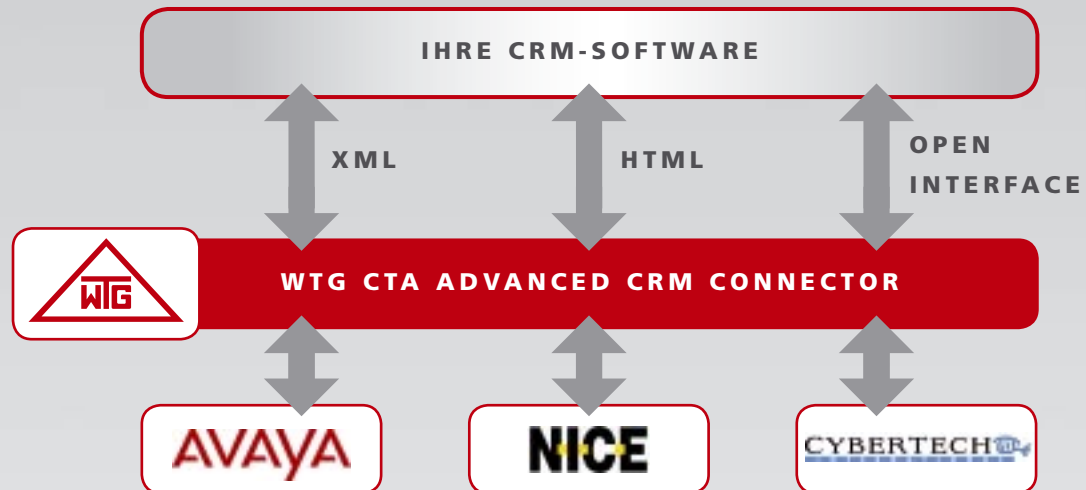 IHRE CRM-SOFTWARE
XML
HTML
OPEN
INTERFACE
WTG
WTG CTA ADVANCED CRM CONNECTOR
AVAYA
NICE
CYBERTECH